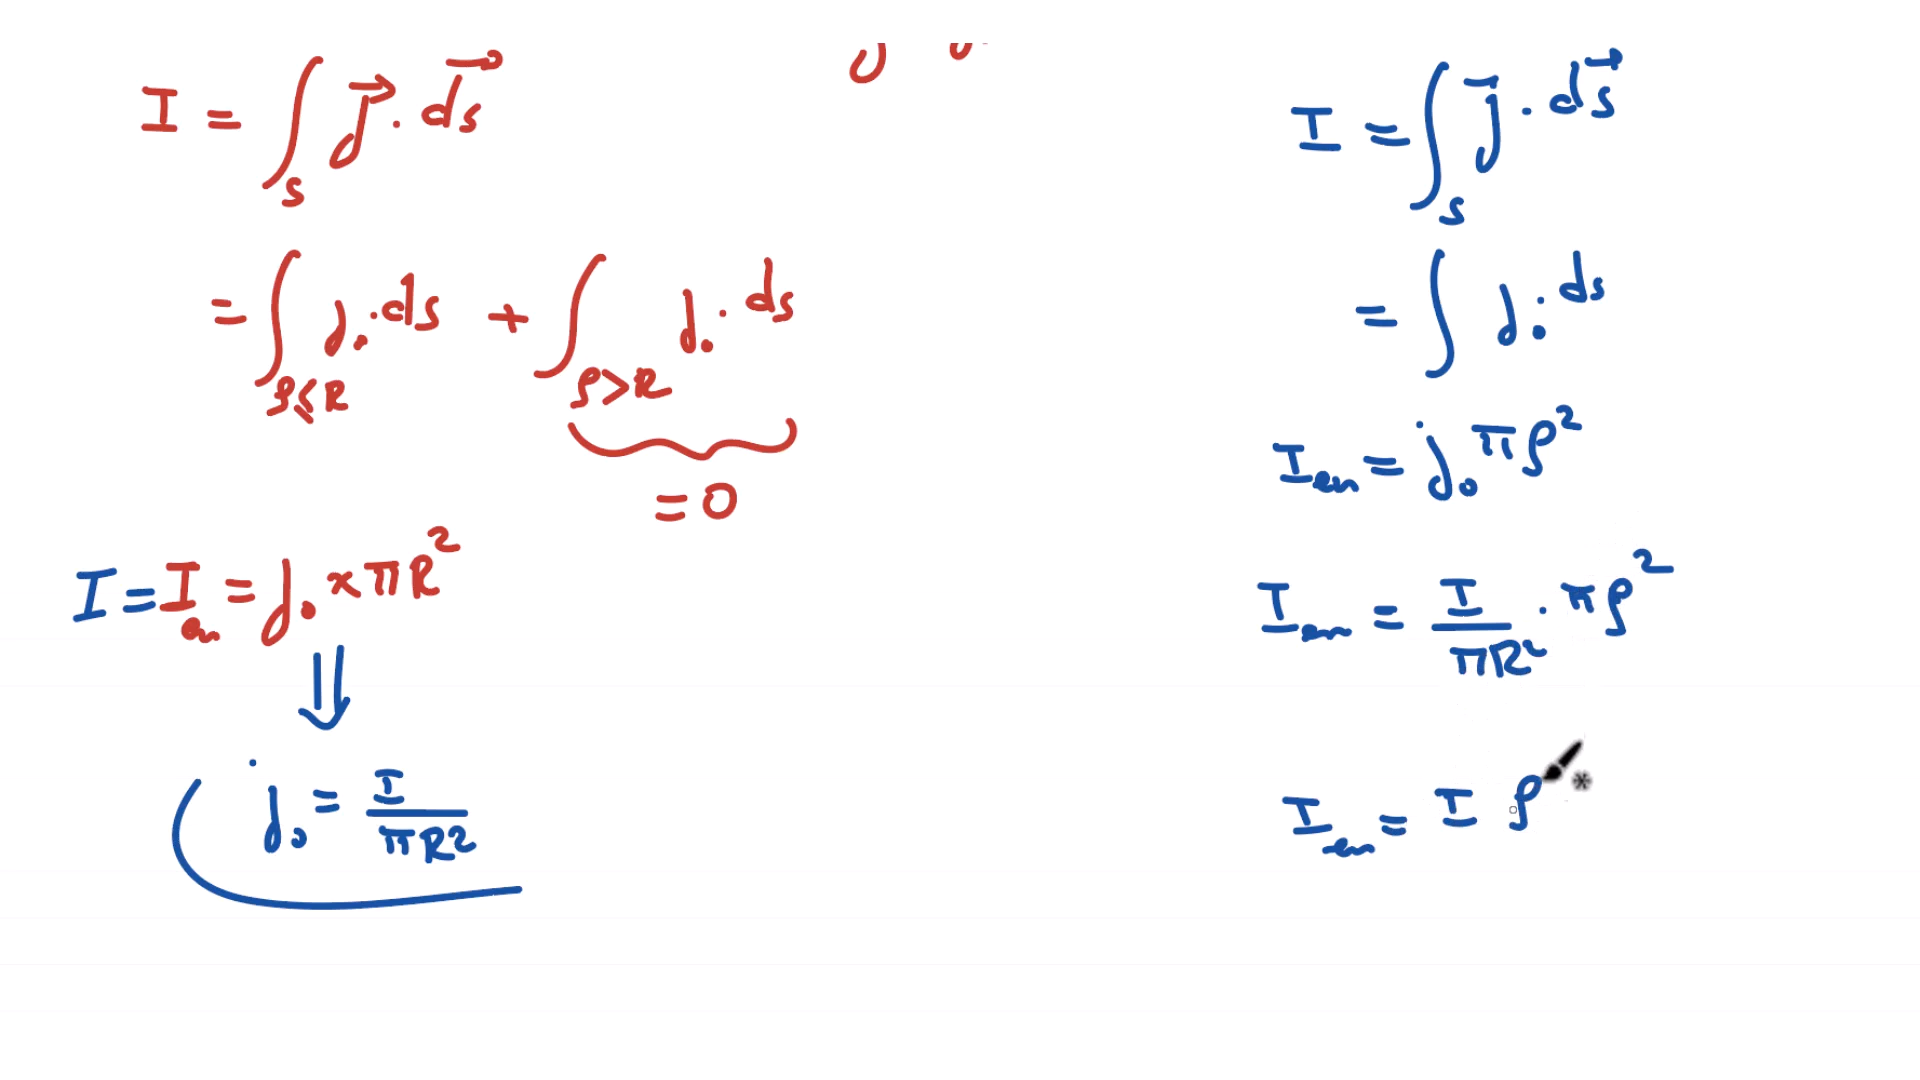 I = ∫_S J⃗ · ds⃗
= ∫_{ρ≤R} j₀ · ds + ∫_{ρ>R} j₀ · ds
= 0
I = I_en = j₀ × πR²
⇓
j₀ = I / πR²
I = ∫_S J⃗ · ds⃗
= ∫ j₀ · ds
I_en = j₀ πρ²
I_en = I / πR² · πρ²
I_en = I ρ